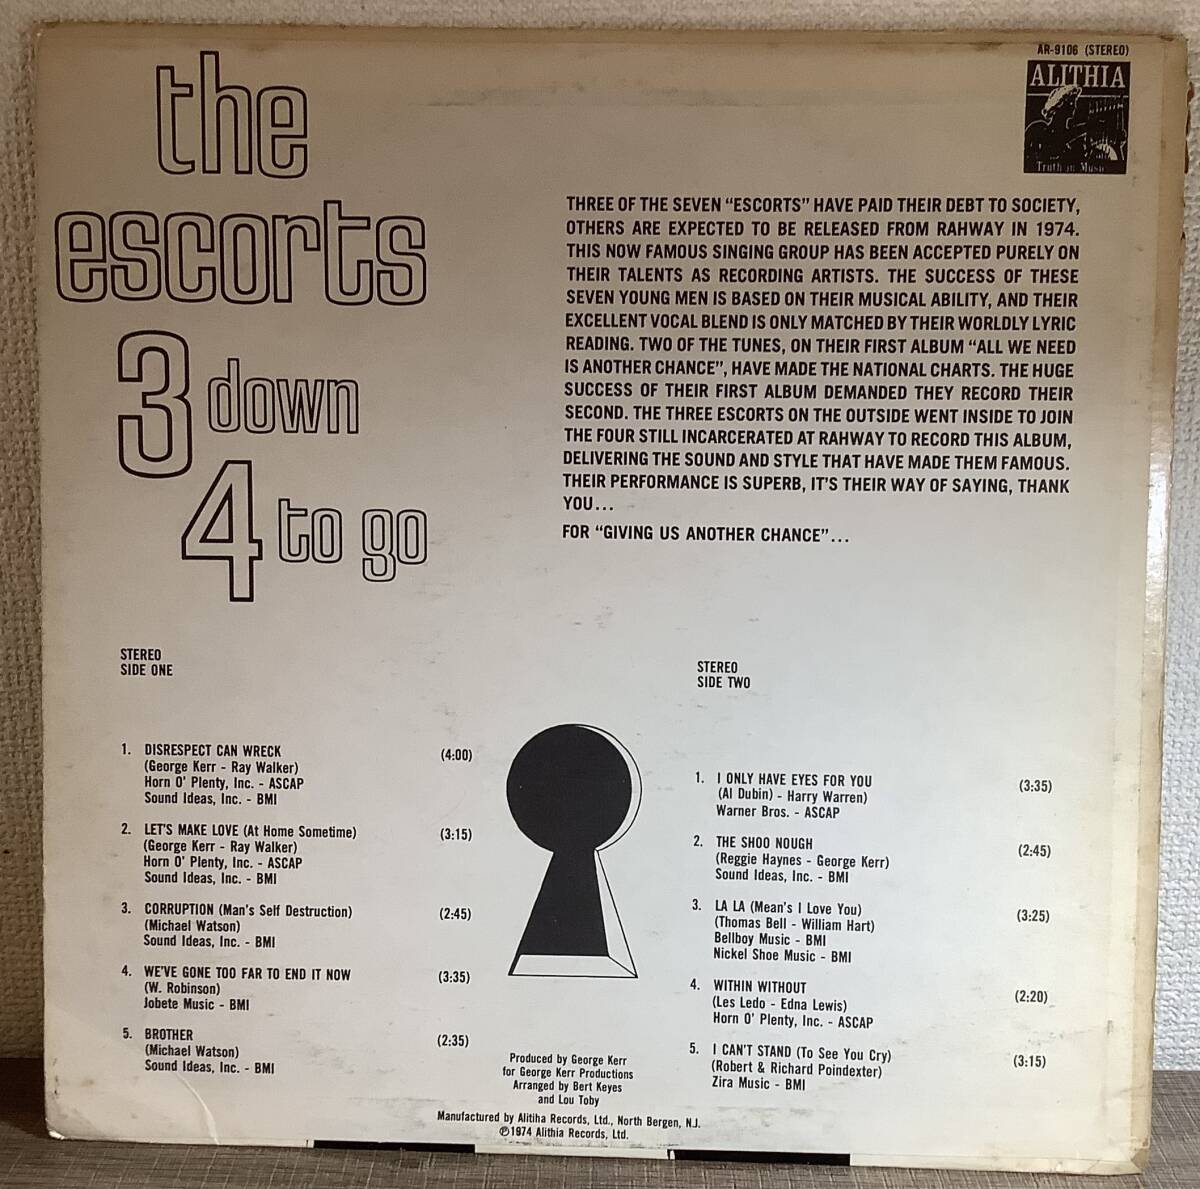 AR-9106 (STEREO)
ALITHIA
Truth in Music
the
escorts
3 down
4 to go
THREE OF THE SEVEN “ESCORTS” HAVE PAID THEIR DEBT TO SOCIETY,
OTHERS ARE EXPECTED TO BE RELEASED FROM RAHWAY IN 1974.
THIS NOW FAMOUS SINGING GROUP HAS BEEN ACCEPTED PURELY ON
THEIR TALENTS AS RECORDING ARTISTS. THE SUCCESS OF THESE
SEVEN YOUNG MEN IS BASED ON THEIR MUSICAL ABILITY, AND THEIR
EXCELLENT VOCAL BLEND IS ONLY MATCHED BY THEIR WORLDLY LYRIC
READING. TWO OF THE TUNES, ON THEIR FIRST ALBUM “ALL WE NEED
IS ANOTHER CHANCE”, HAVE MADE THE NATIONAL CHARTS. THE HUGE
SUCCESS OF THEIR FIRST ALBUM DEMANDED THEY RECORD THEIR
SECOND. THE THREE ESCORTS ON THE OUTSIDE WENT INSIDE TO JOIN
THE FOUR STILL INCARCERATED AT RAHWAY TO RECORD THIS ALBUM,
DELIVERING THE SOUND AND STYLE THAT HAVE MADE THEM FAMOUS.
THEIR PERFORMANCE IS SUPERB, IT’S THEIR WAY OF SAYING, THANK
YOU...
FOR “GIVING US ANOTHER CHANCE”...
STEREO
SIDE ONE
1. DISRESPECT CAN WRECK (4:00)
(George Kerr - Ray Walker)
Horn O' Plenty, Inc. - ASCAP
Sound Ideas, Inc. - BMI
2. LET'S MAKE LOVE (At Home Sometime) (3:15)
(George Kerr - Ray Walker)
Horn O' Plenty, Inc. - ASCAP
Sound Ideas, Inc. - BMI
3. CORRUPTION (Man's Self Destruction) (2:45)
(Michael Watson)
Sound Ideas, Inc. - BMI
4. WE'VE GONE TOO FAR TO END IT NOW (3:35)
(W. Robinson)
Jobete Music - BMI
5. BROTHER (2:35)
(Michael Watson)
Sound Ideas, Inc. - BMI
STEREO
SIDE TWO
1. I ONLY HAVE EYES FOR YOU (3:35)
(Al Dubin) - Harry Warren)
Warner Bros. - ASCAP
2. THE SHOO NOUGH (2:45)
(Reggie Haynes - George Kerr)
Sound Ideas, Inc. - BMI
3. LA LA (Mean's I Love You) (3:25)
(Thomas Bell - William Hart)
Bellboy Music - BMI
Nickel Shoe Music - BMI
4. WITHIN WITHOUT (2:20)
(Les Ledo - Edna Lewis)
Horn O' Plenty, Inc. - ASCAP
5. I CAN'T STAND (To See You Cry) (3:15)
(Robert & Richard Poindexter)
Zira Music - BMI
Produced by George Kerr
for George Kerr Productions
Arranged by Bert Keyes
and Lou Toby
Manufactured by Alitiha Records, Ltd., North Bergen, N.J.
℗1974 Alithia Records, Ltd.